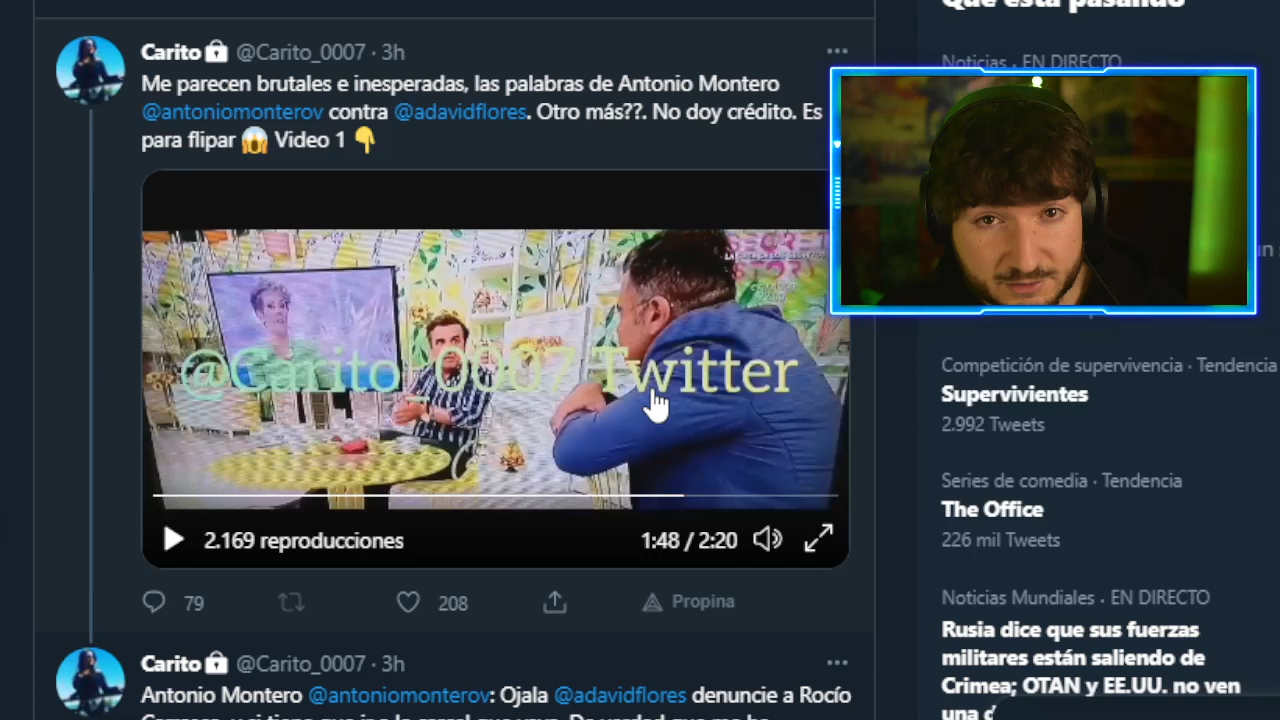 Qué está pasando
Carito @Carito_0007 · 3h
Me parecen brutales e inesperadas, las palabras de Antonio Montero
@antoniomonterov contra @adavidflores. Otro más??. No doy crédito. Es
para flipar 😱 Video 1 👇
SECRET
STORY
@Carito_0007 Twitter
2.169 reproducciones
1:48 / 2:20
79
208
Propina
Carito @Carito_0007 · 3h
Antonio Montero @antoniomonterov: Ojala @adavidflores denuncie a Rocío
Noticias · EN DIRECTO
un
Competición de supervivencia · Tendencia
Supervivientes
2.992 Tweets
Series de comedia · Tendencia
The Office
226 mil Tweets
Noticias Mundiales · EN DIRECTO
Rusia dice que sus fuerzas
militares están saliendo de
Crimea; OTAN y EE.UU. no ven
una